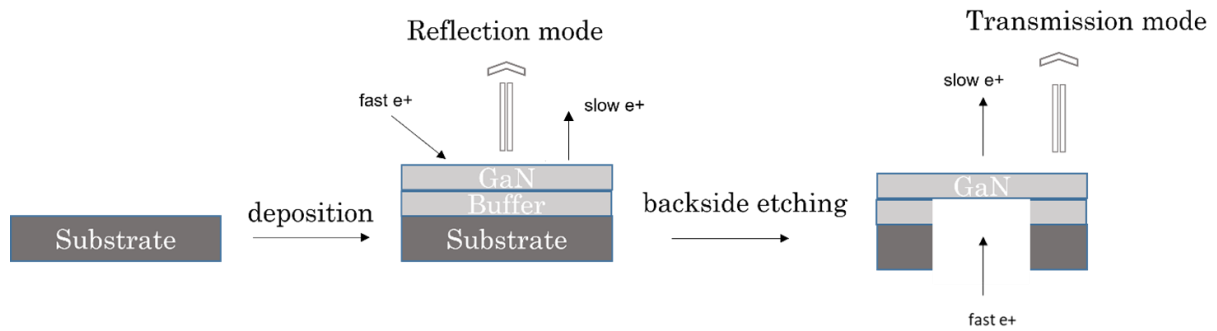 Reflection mode
Transmission mode
fast e+
slow e+
slow e+
GaN
Buffer
Substrate
deposition
Substrate
backside etching
GaN
fast e+